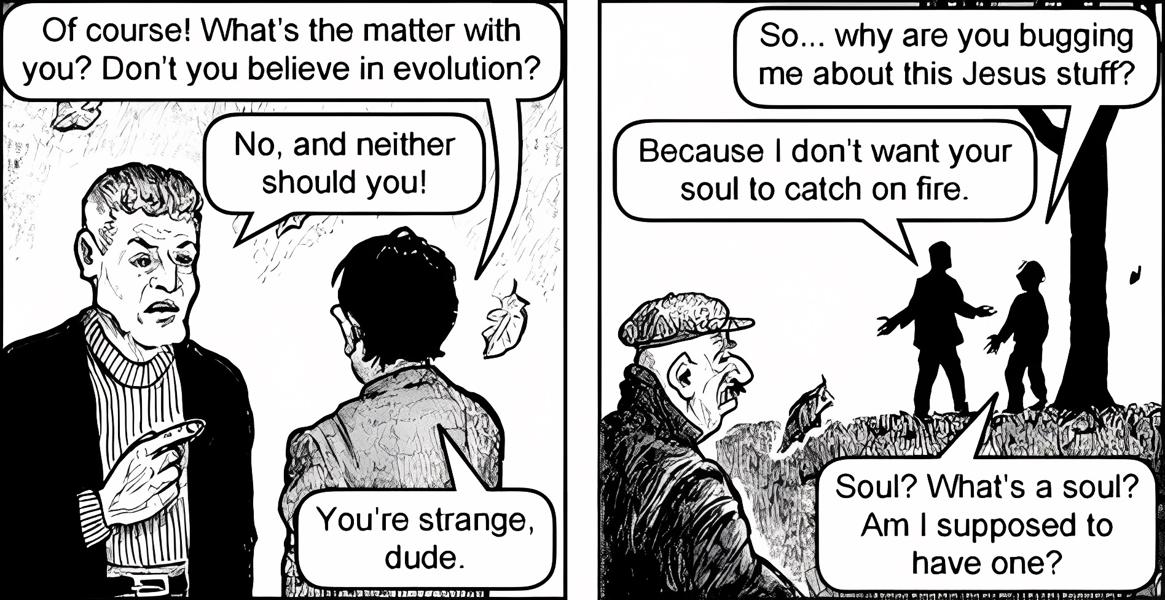 Of course! What's the matter with
you? Don't you believe in evolution?
No, and neither
should you!
You're strange,
dude.
So... why are you bugging
me about this Jesus stuff?
Because I don't want your
soul to catch on fire.
Soul? What's a soul?
Am I supposed to
have one?